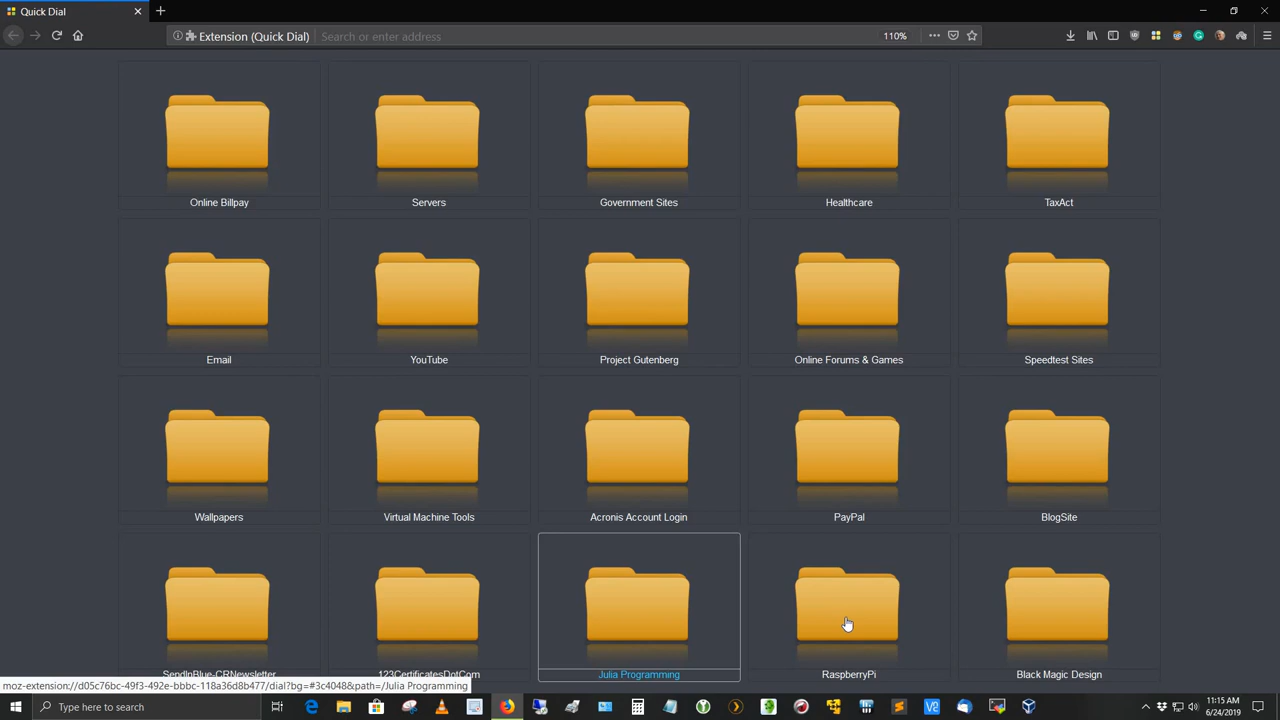 Quick Dial
Extension (Quick Dial) Search or enter address 110%
Online Billpay Servers Government Sites Healthcare TaxAct
Email YouTube Project Gutenberg Online Forums & Games Speedtest Sites
Wallpapers Virtual Machine Tools Acronis Account Login PayPal BlogSite
SendInBlue-CRNewsletter 123CertificatesDotCom Julia Programming RaspberryPi Black Magic Design
moz-extension://d05c76bc-49f3-492e-bbbc-118a36d8b477/dial?bg=#3c4048&path=/Julia Programming
Type here to search
11:15 AM
6/24/2019